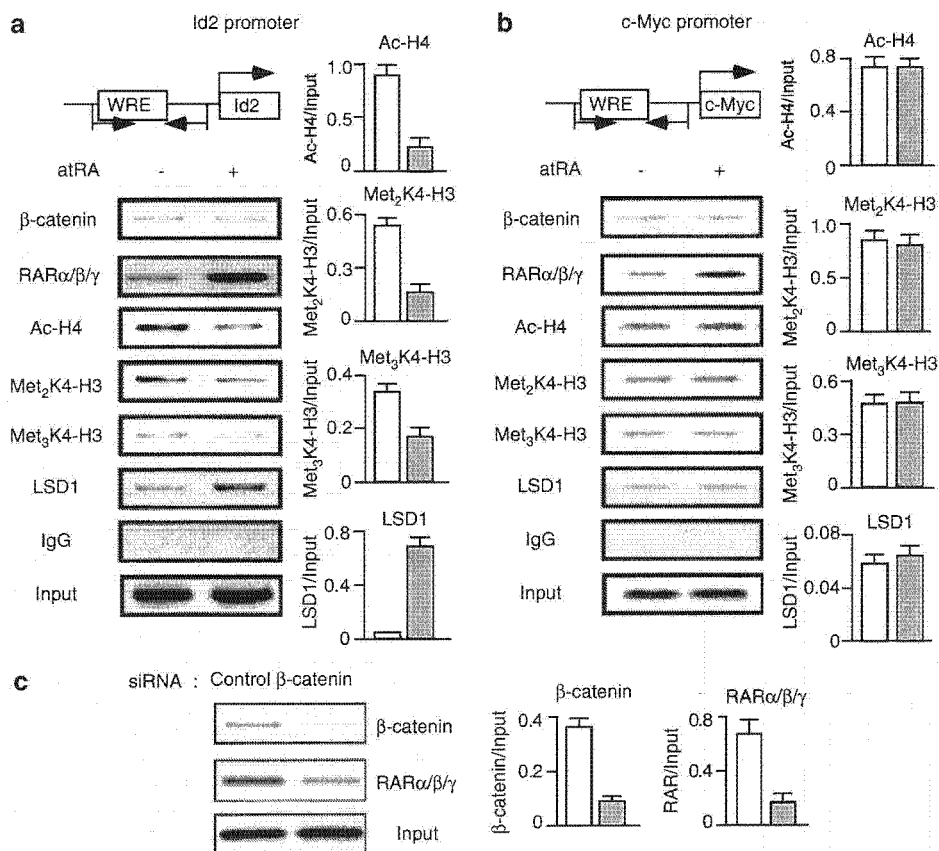 a
Id2 promoter
WRE
Id2
atRA - +
β-catenin
RARα/β/γ
Ac-H4
Met2K4-H3
Met3K4-H3
LSD1
IgG
Input
Ac-H4
Ac-H4/Input
1.0
0.5
0
Met2K4-H3
Met2K4-H3/Input
0.6
0.3
0
Met3K4-H3
Met3K4-H3/Input
0.4
0.2
0
LSD1
LSD1/Input
0.8
0.4
0
b
c-Myc promoter
WRE
c-Myc
atRA - +
β-catenin
RARα/β/γ
Ac-H4
Met2K4-H3
Met3K4-H3
LSD1
IgG
Input
Ac-H4
Ac-H4/Input
0.8
0.4
0
Met2K4-H3
Met2K4-H3/Input
1.0
0.5
0
Met3K4-H3
Met3K4-H3/Input
0.6
0.3
0
LSD1
LSD1/Input
0.08
0.04
0
c
siRNA : Control β-catenin
β-catenin
RARα/β/γ
Input
β-catenin
β-catenin/Input
0.4
0.2
0
RARα/β/γ
RAR/Input
0.8
0.4
0